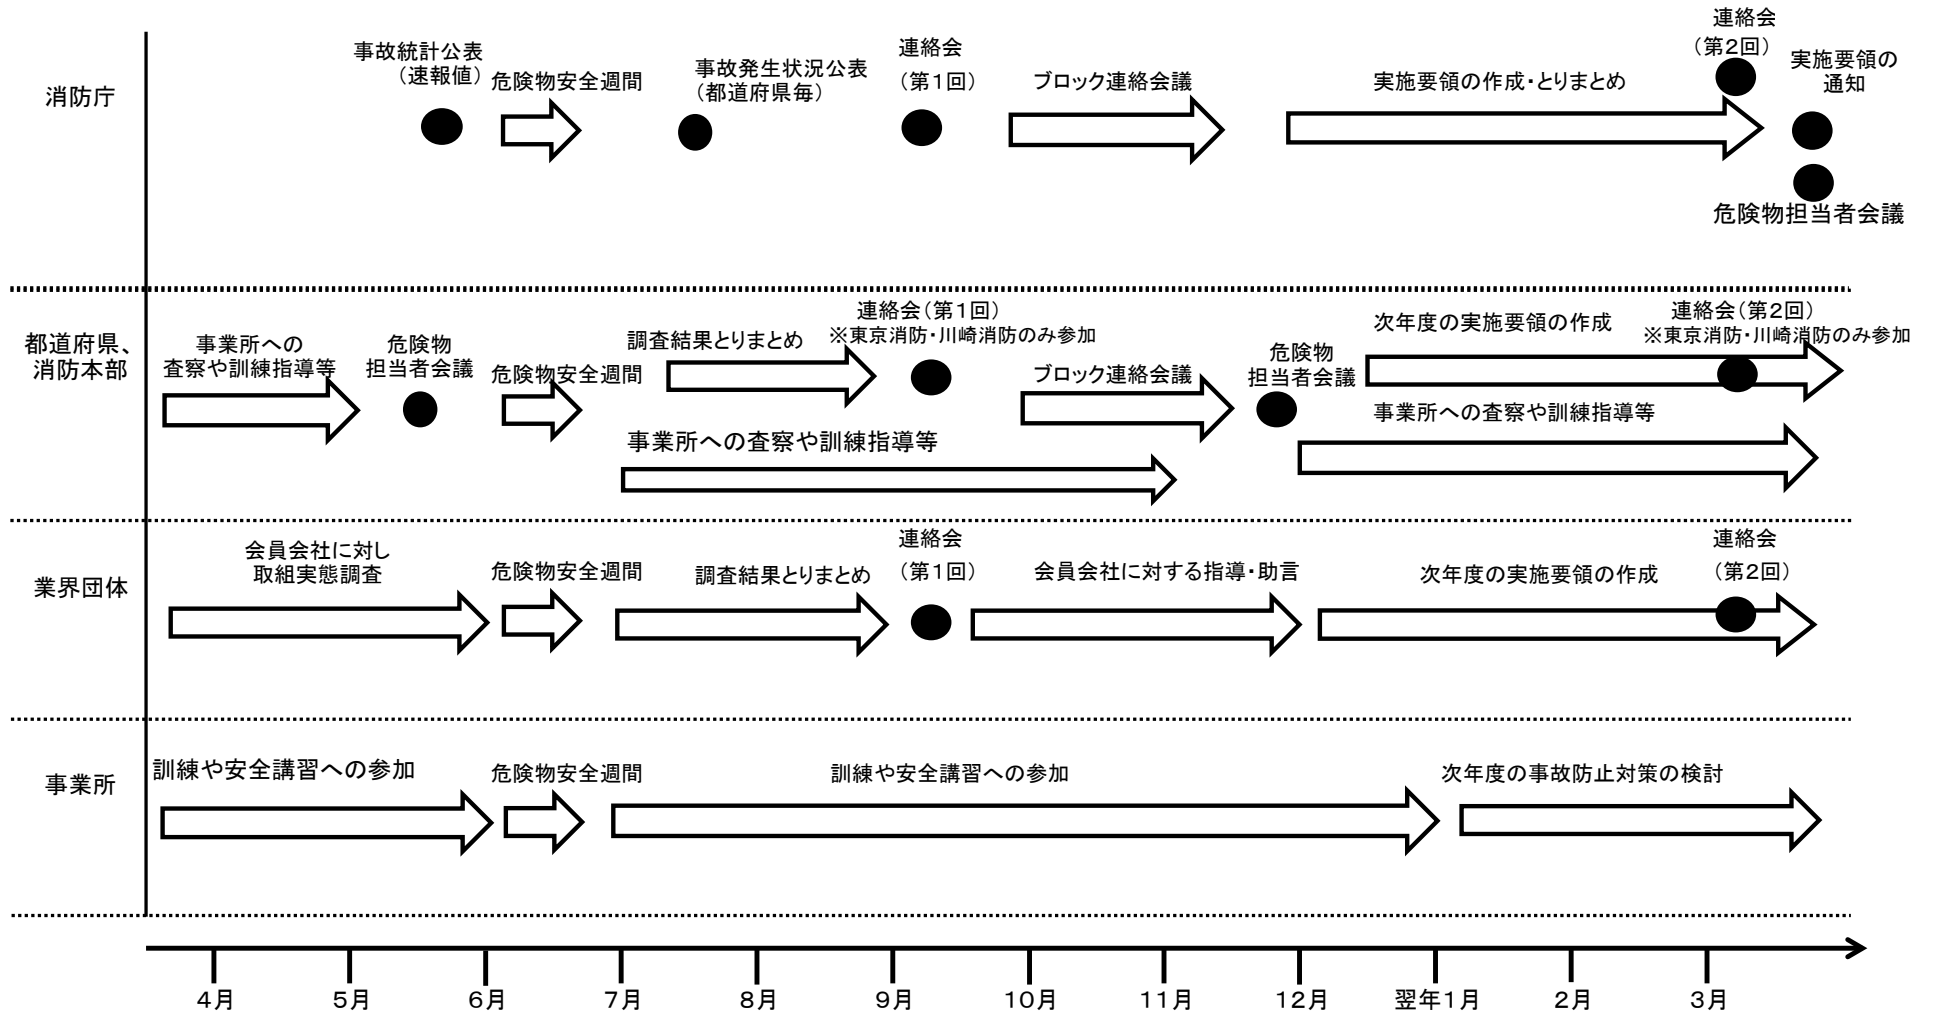 消防庁
事故統計公表
（速報値）
危険物安全週間
事故発生状況公表
（都道府県毎）
連絡会
（第１回）
ブロック連絡会議
実施要領の作成・とりまとめ
連絡会
（第２回）
実施要領の
通知
危険物担当者会議
都道府県、
消防本部
事業所への
査察や訓練指導等
危険物
担当者会議
危険物安全週間
調査結果とりまとめ
連絡会（第１回）
※東京消防・川崎消防のみ参加
事業所への査察や訓練指導等
ブロック連絡会議
危険物
担当者会議
次年度の実施要領の作成
連絡会（第２回）
※東京消防・川崎消防のみ参加
事業所への査察や訓練指導等
業界団体
会員会社に対し
取組実態調査
危険物安全週間
調査結果とりまとめ
連絡会
（第１回）
会員会社に対する指導・助言
次年度の実施要領の作成
連絡会
（第２回）
事業所
訓練や安全講習への参加
危険物安全週間
訓練や安全講習への参加
次年度の事故防止対策の検討
４月
５月
６月
７月
８月
９月
１０月
１１月
１２月
翌年１月
２月
３月